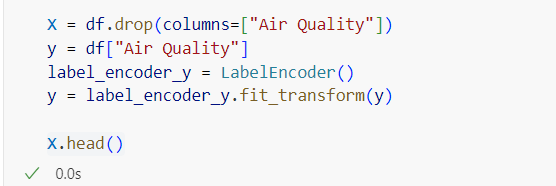 X = df.drop(columns=["Air Quality"])
y = df["Air Quality"]
label_encoder_y = LabelEncoder()
y = label_encoder_y.fit_transform(y)
X.head()
0.0s